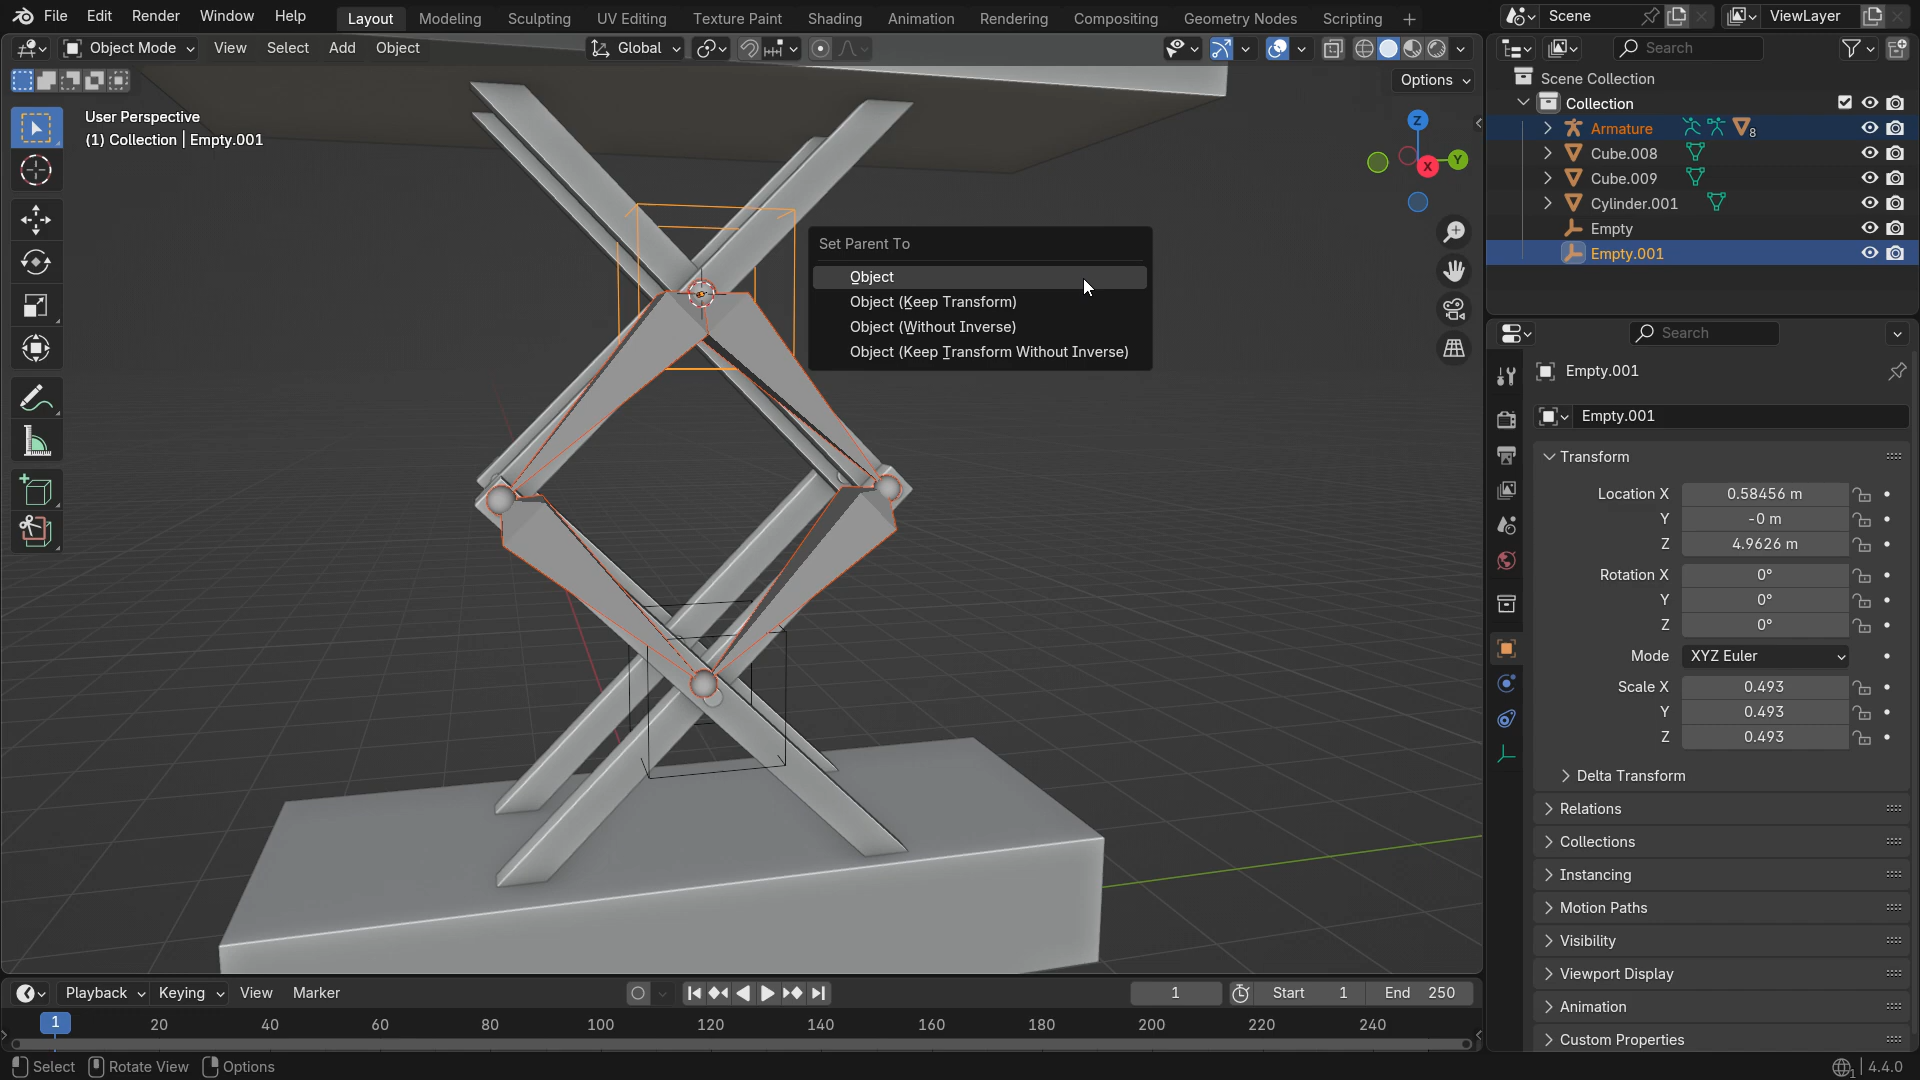 File Edit Render Window Help Layout Modeling Sculpting UV Editing Texture Paint Shading Animation Rendering Compositing Geometry Nodes Scripting + Scene ViewLayer
Object Mode View Select Add Object Global Search
Options
Scene Collection
Collection
Armature 8
Cube.008
Cube.009
Cylinder.001
Empty
Empty.001
User Perspective
(1) Collection | Empty.001
Z
Y
X
Set Parent To
Object
Object (Keep Transform)
Object (Without Inverse)
Object (Keep Transform Without Inverse)
Search
Empty.001
Empty.001
Transform
Location X 0.58456 m
Y -0 m
Z 4.9626 m
Rotation X 0°
Y 0°
Z 0°
Mode XYZ Euler
Scale X 0.493
Y 0.493
Z 0.493
Delta Transform
Relations
Collections
Instancing
Motion Paths
Visibility
Viewport Display
Animation
Custom Properties
Playback Keying View Marker 1 Start 1 End 250
1 20 40 60 80 100 120 140 160 180 200 220 240
Select Rotate View Options 1 4.4.0